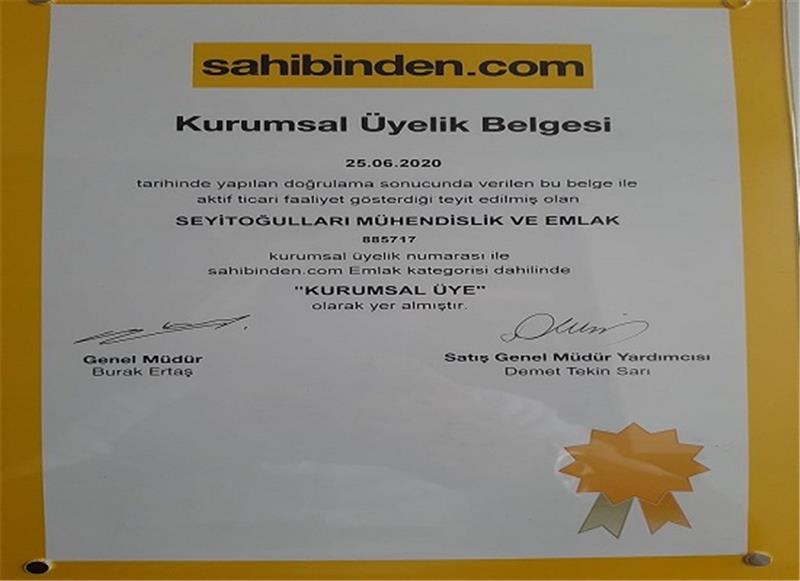 sahibinden.com
Kurumsal Üyelik Belgesi
25.06.2020
tarihinde yapılan doğrulama sonucunda verilen bu belge ile
aktif ticari faaliyet gösterdiği teyit edilmiş olan
SEYİTOĞULLARI MÜHENDİSLİK VE EMLAK
885717
kurumsal üyelik numarası ile
sahibinden.com Emlak kategorisi dahilinde
"KURUMSAL ÜYE"
olarak yer almıştır.
Genel Müdür
Burak Ertaş
Satış Genel Müdür Yardımcısı
Demet Tekin Sarı